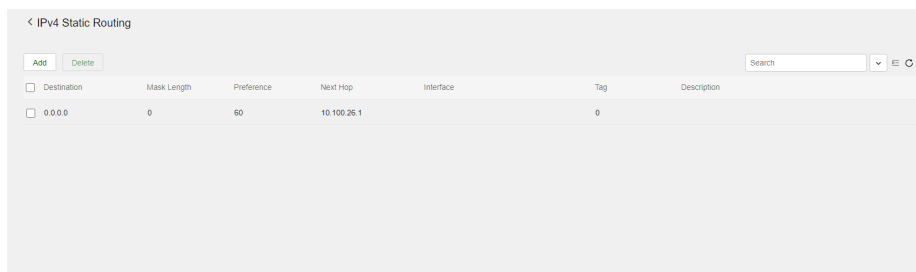 IPv4 Static Routing
Add Delete Search
Destination Mask Length Preference Next Hop Interface Tag Description
0.0.0.0 0 60 10.100.26.1 0